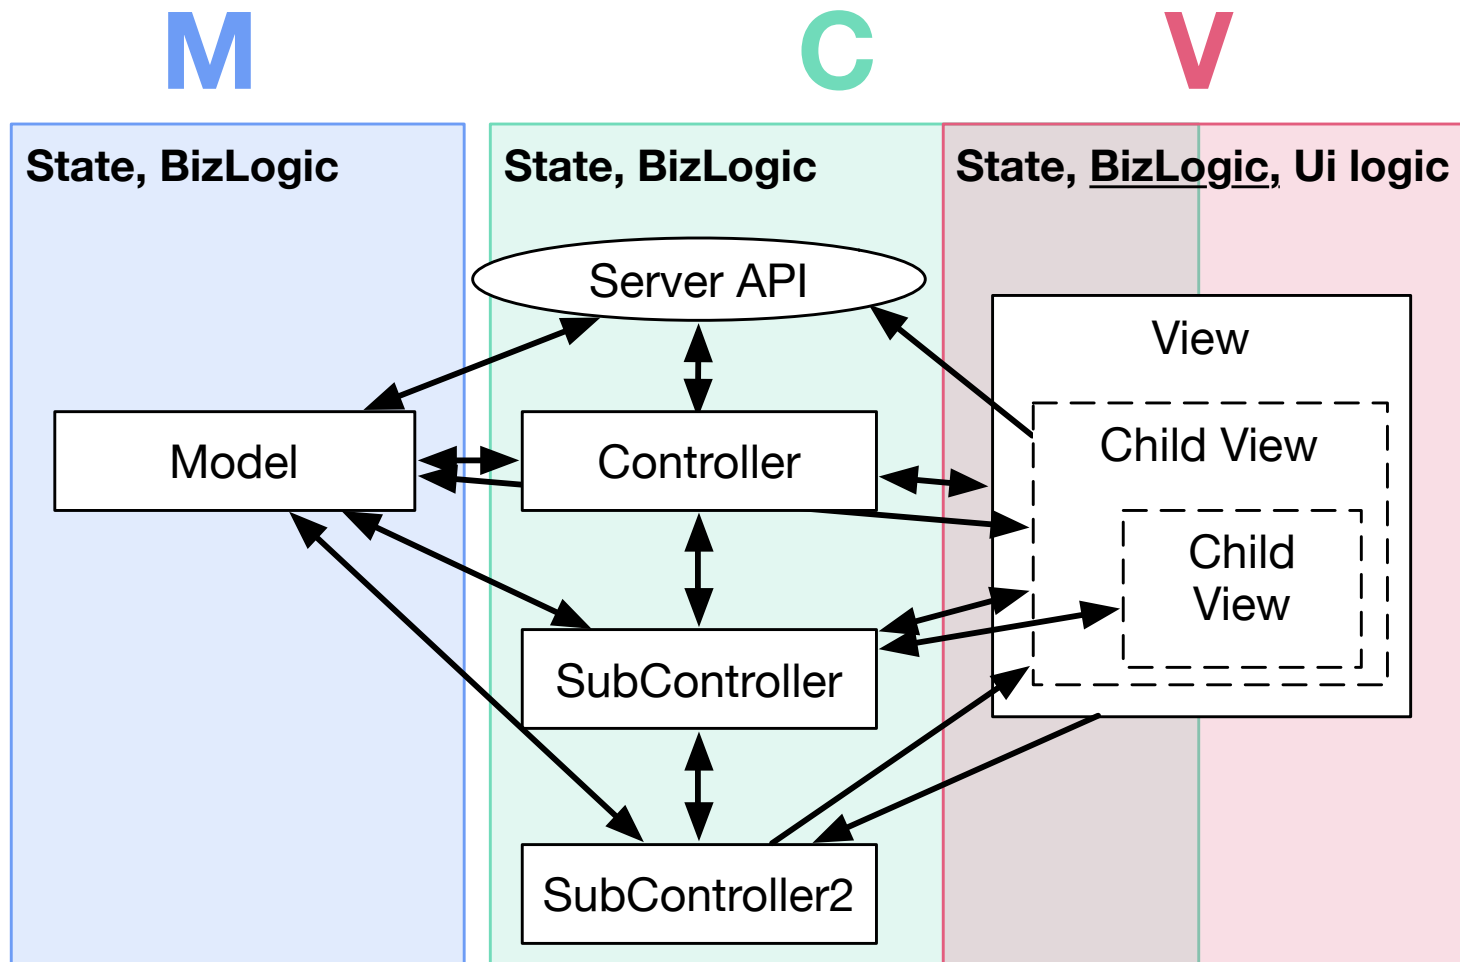 M
C
V
State, BizLogic
State, BizLogic
State, BizLogic, Ui logic
Server API
View
Model
Controller
Child View
Child
View
SubController
SubController2